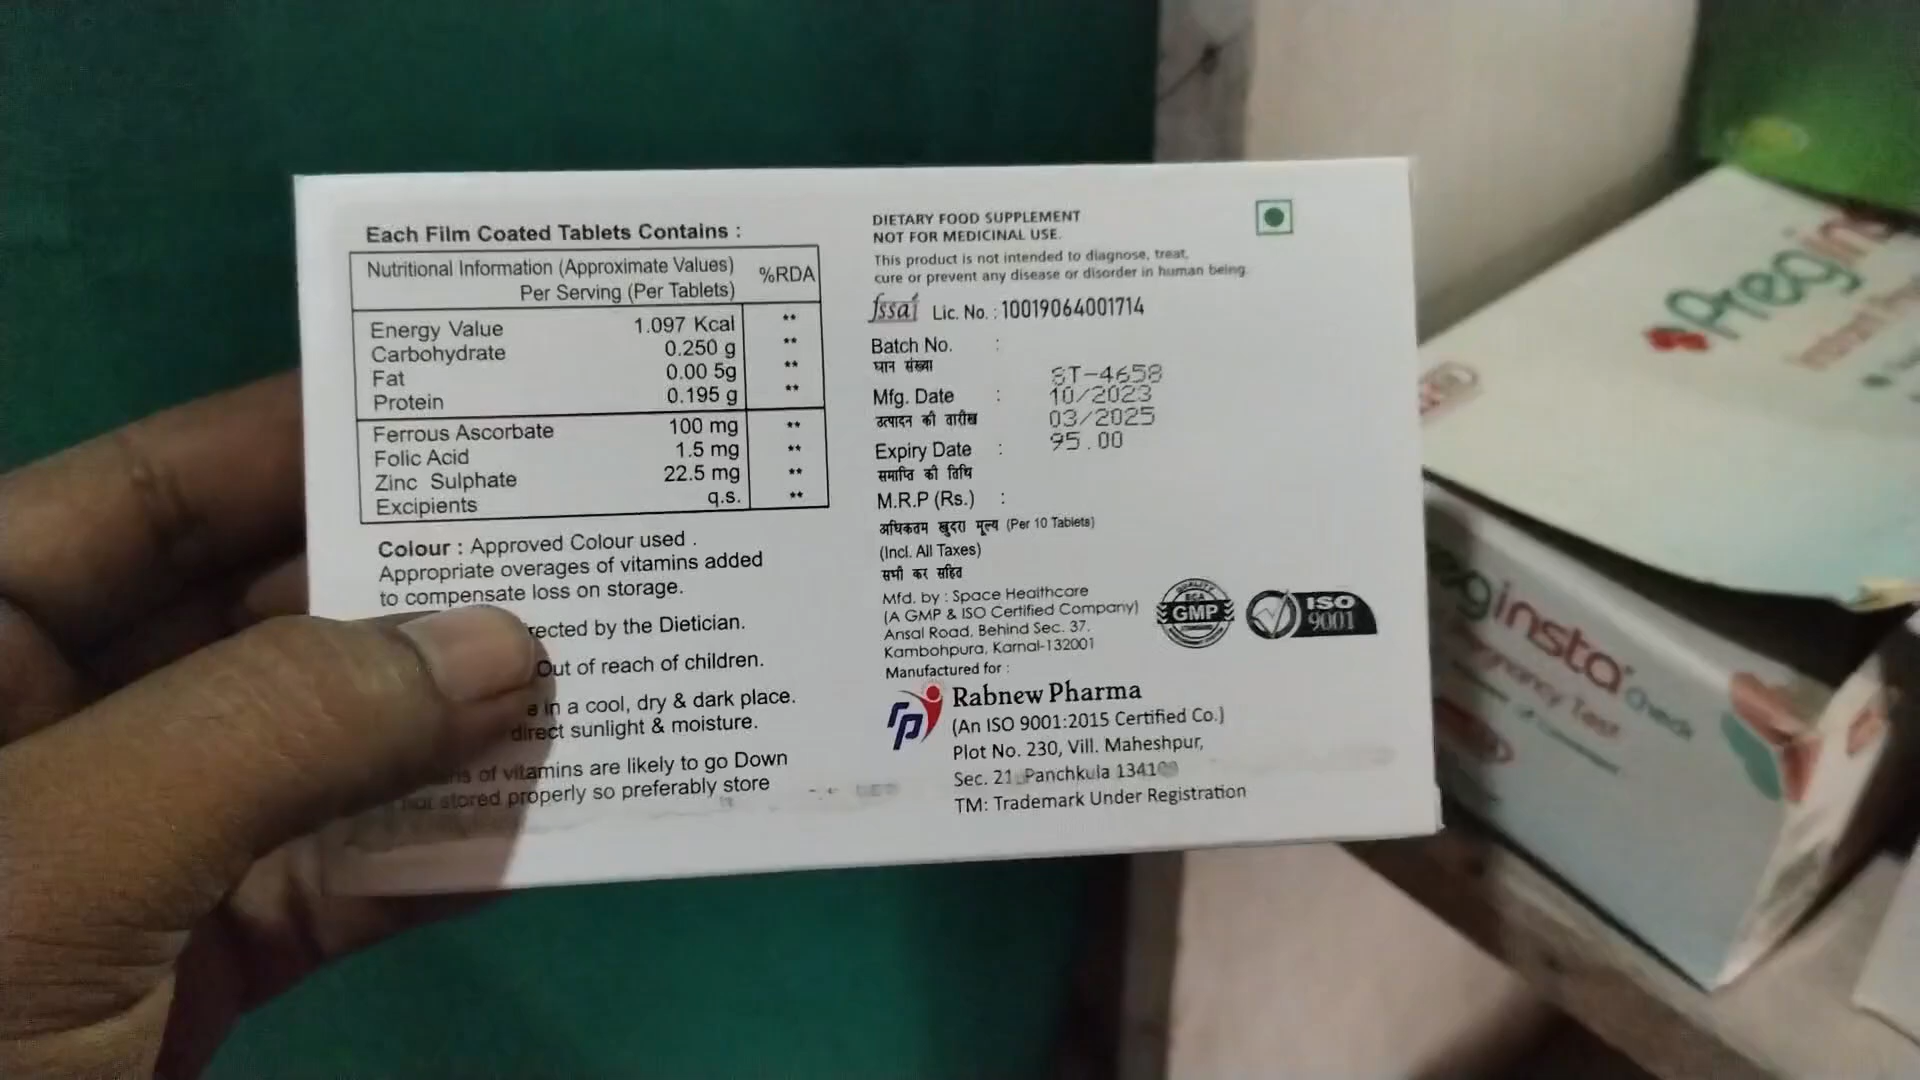 Each Film Coated Tablets Contains :
Nutritional Information (Approximate Values) %RDA
Per Serving (Per Tablets)
Energy Value 1.097 Kcal **
Carbohydrate 0.250 g **
Fat 0.00 5g **
Protein 0.195 g **
Ferrous Ascorbate 100 mg **
Folic Acid 1.5 mg **
Zinc Sulphate 22.5 mg **
Excipients q.s. **
Colour : Approved Colour used .
Appropriate overages of vitamins added
to compensate loss on storage.
by the Dietician.
Out of reach of children.
in a cool, dry & dark place.
direct sunlight & moisture.
of vitamins are likely to go Down
stored properly so preferably store
DIETARY FOOD SUPPLEMENT
NOT FOR MEDICINAL USE.
This product is not intended to diagnose, treat,
cure or prevent any disease or disorder in human being.
fssai Lic. No. : 10019064001714
Batch No. :
घान संख्या
ST-4658
Mfg. Date : 10/2023
उत्पादन की तारीख 03/2025
Expiry Date : 95.00
समाप्ति की तिथि
M.R.P (Rs.) :
अधिकतम खुदरा मूल्य (Per 10 Tablets)
(Incl. All Taxes)
सभी कर सहित
Mfd. by : Space Healthcare
(A GMP & ISO Certified Company)
Ansal Road, Behind Sec. 37.
Kambohpura, Karnal-132001
QUALITY
GMP
ISO
9001
Manufactured for :
rp Rabnew Pharma
(An ISO 9001:2015 Certified Co.)
Plot No. 230, Vill. Maheshpur,
Sec. 21 Panchkula
TM: Trademark Under Registration
Pregnancy Test